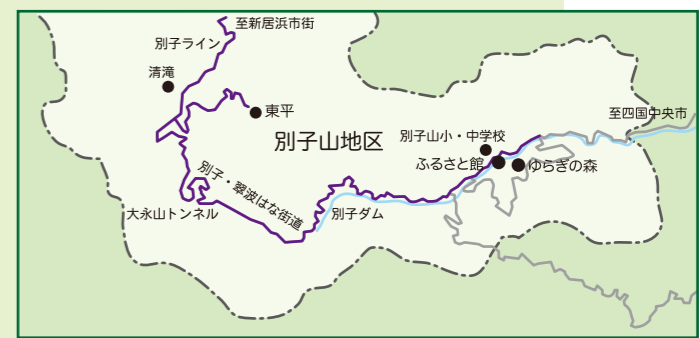 至新居浜市街
別子ライン
清滝
東平
至四国中央市
別子山地区
別子山小・中学校
ふるさと館
ゆらぎの森
別子・翠波はな街道
大永山トンネル
別子ダム